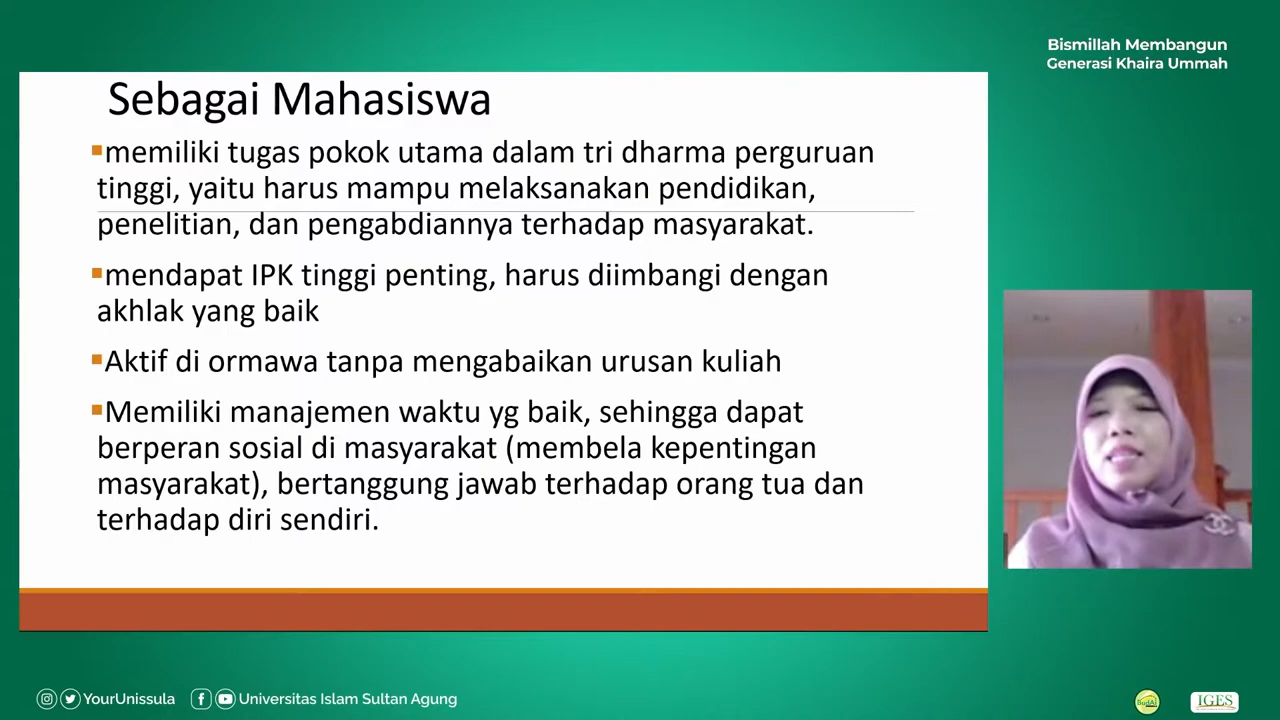 Bismillah Membangun
Generasi Khaira Ummah
Sebagai Mahasiswa
▪memiliki tugas pokok utama dalam tri dharma perguruan
tinggi, yaitu harus mampu melaksanakan pendidikan,
penelitian, dan pengabdiannya terhadap masyarakat.
▪mendapat IPK tinggi penting, harus diimbangi dengan
akhlak yang baik
▪Aktif di ormawa tanpa mengabaikan urusan kuliah
▪Memiliki manajemen waktu yg baik, sehingga dapat
berperan sosial di masyarakat (membela kepentingan
masyarakat), bertanggung jawab terhadap orang tua dan
terhadap diri sendiri.
YourUnissula
Universitas Islam Sultan Agung
BudAi
IGES